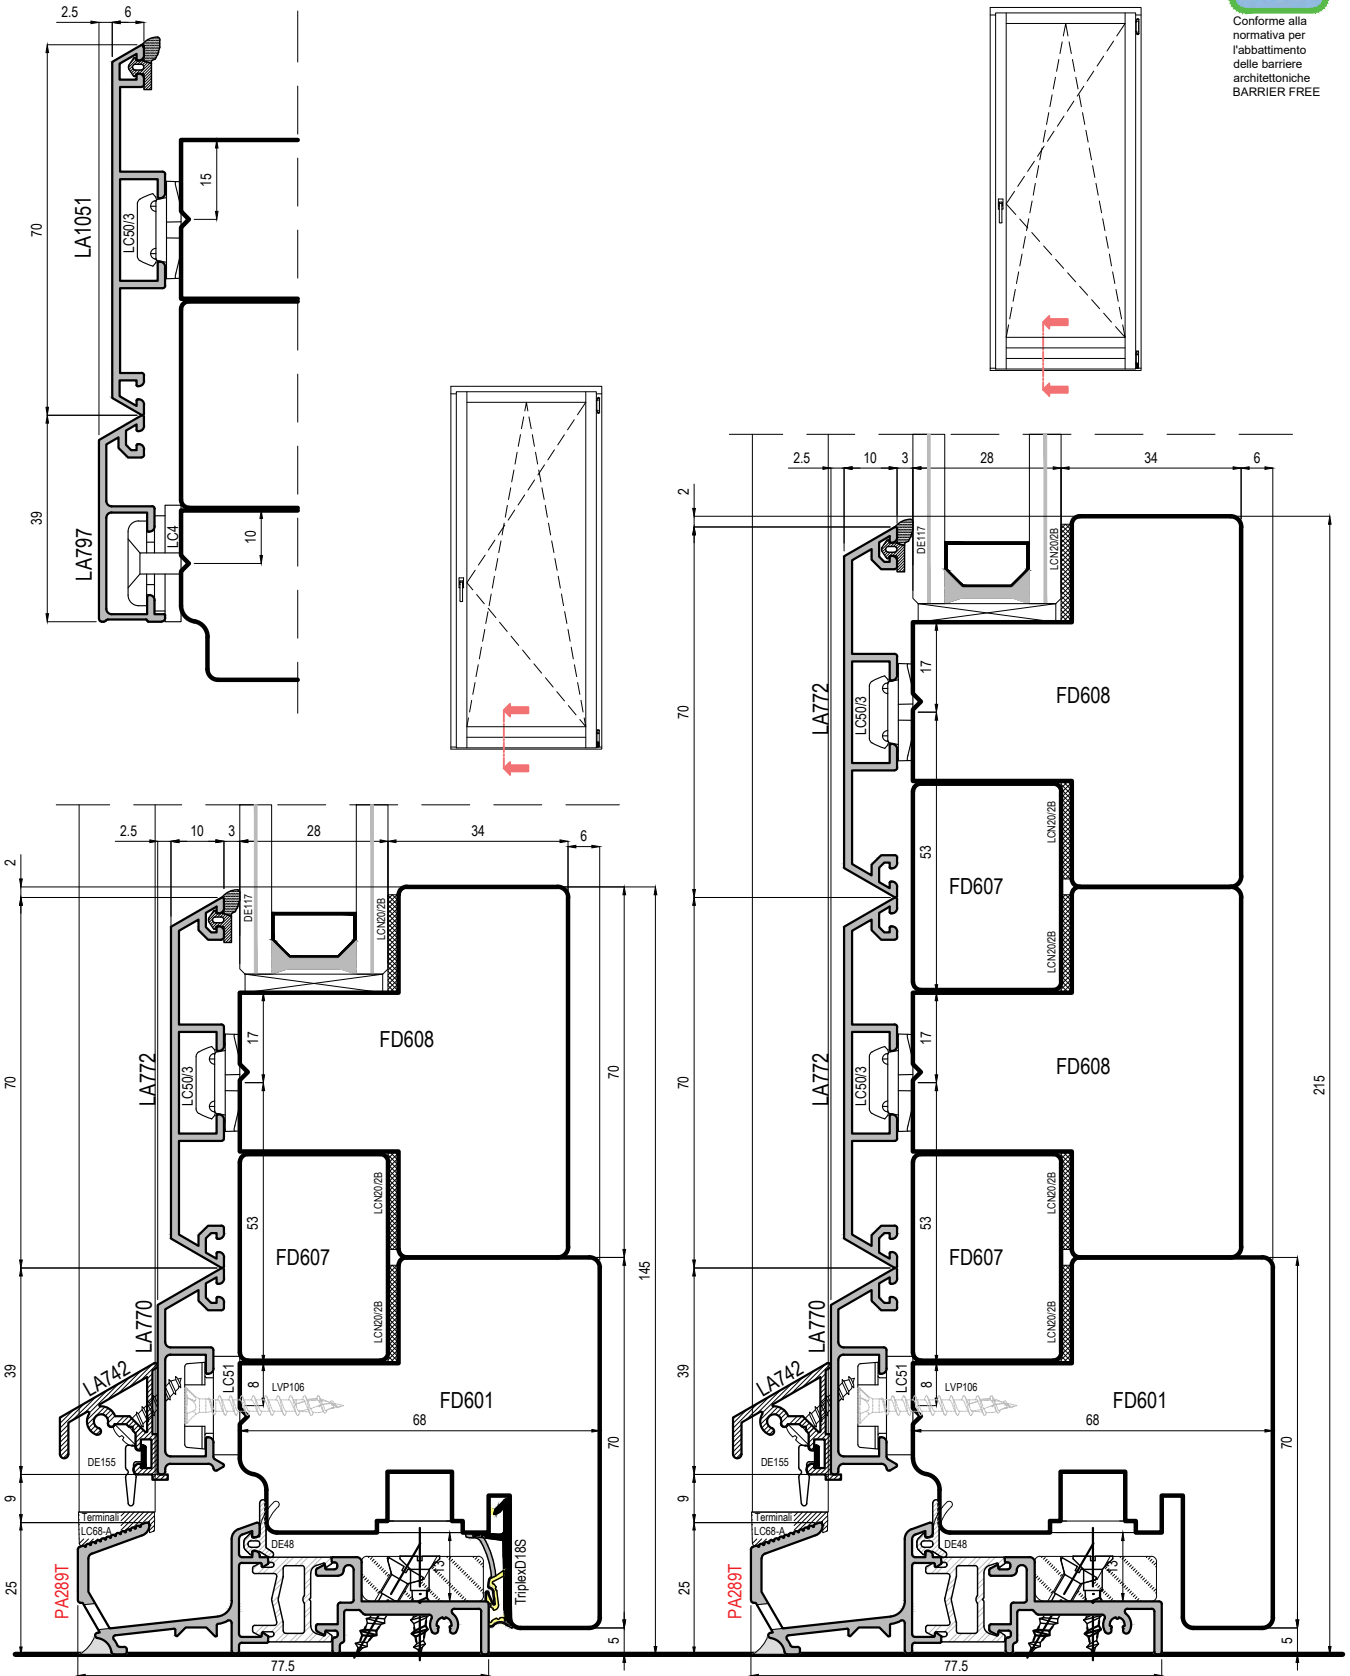 2.5
6
70
39
LA1051
LC50/3
15
LA797
LC4
10
Conforme alla
normativa per
l'abbattimento
delle barriere
architettoniche
BARRIER FREE
2.5
10
3
28
34
6
2
70
39
9
25
DE117
LCN20/2B
LA772
LC50/3
17
FD608
53
FD607
LCN20/2B
LCN20/2B
LA770
LA742
LC51
8
LVP106
FD601
68
DE155
Terminali
LC68-A
DE48
PA289T
13
TriplexD18S
70
145
70
5
77.5
2.5
10
3
28
34
6
2
70
70
39
9
25
DE117
LCN20/2B
LA772
LC50/3
17
FD608
53
FD607
LCN20/2B
LCN20/2B
LA772
LC50/3
17
FD608
53
FD607
LCN20/2B
LCN20/2B
LA770
LA742
LC51
8
LVP106
FD601
68
DE155
Terminali
LC68-A
DE48
PA289T
13
215
70
5
77.5